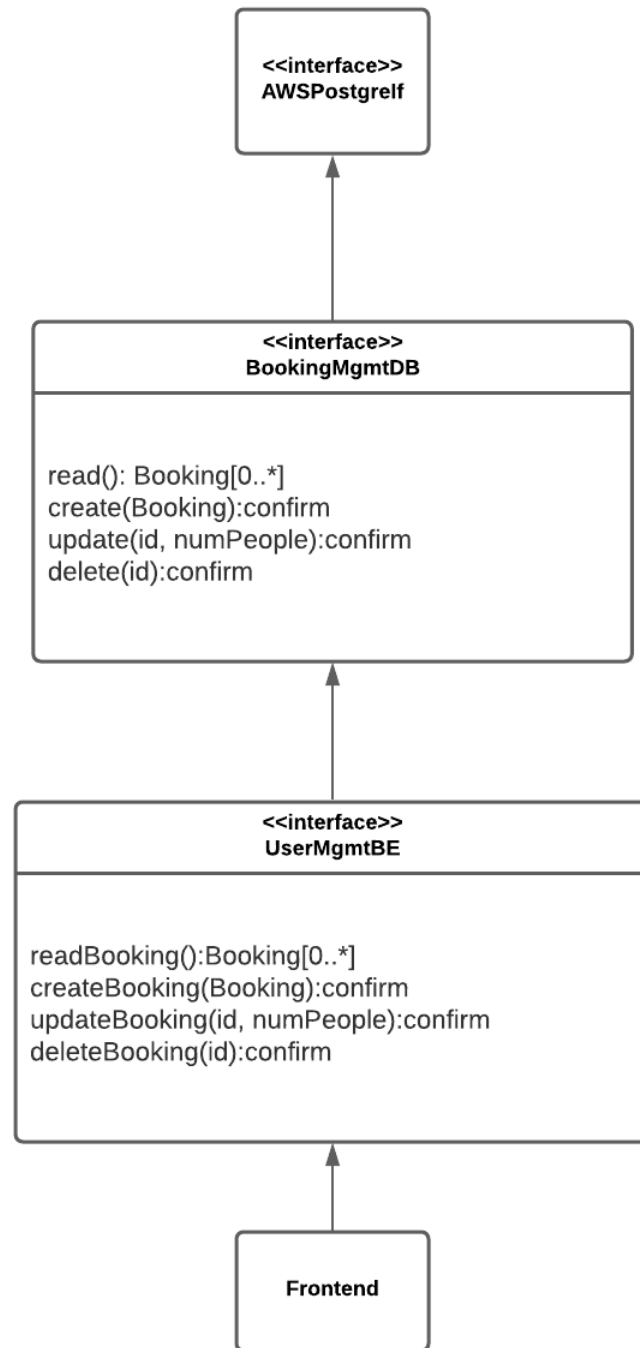 <<interface>>
AWSPostgreIf
<<interface>>
BookingMgmtDB
read(): Booking[0..*]
create(Booking):confirm
update(id, numPeople):confirm
delete(id):confirm
<<interface>>
UserMgmtBE
readBooking():Booking[0..*]
createBooking(Booking):confirm
updateBooking(id, numPeople):confirm
deleteBooking(id):confirm
Frontend